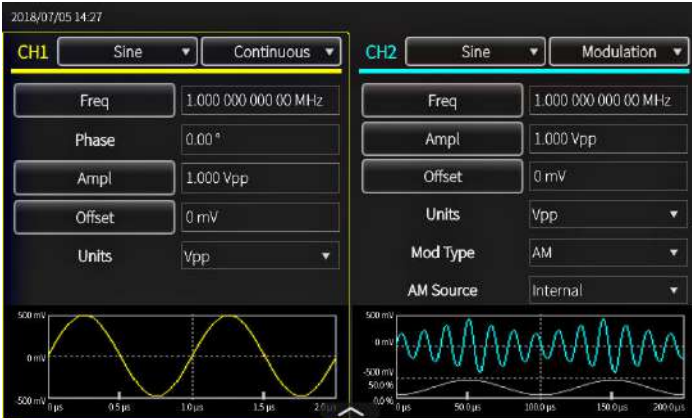 2018/07/05 14:27
CH1 Sine Continuous
Freq 1.000 000 000 00 MHz
Phase 0.00 °
Ampl 1.000 Vpp
Offset 0 mV
Units Vpp
500 mV
0 mV
-500 mV
0 µs 0.5 µs 1.0 µs 1.5 µs 2.0
CH2 Sine Modulation
Freq 1.000 000 000 00 MHz
Ampl 1.000 Vpp
Offset 0 mV
Units Vpp
Mod Type AM
AM Source Internal
500 mV
0 mV
-500 mV
50.0 %
0.0 %
0 µs 50.0 µs 100.0 µs 150.0 µs 200.0 µs